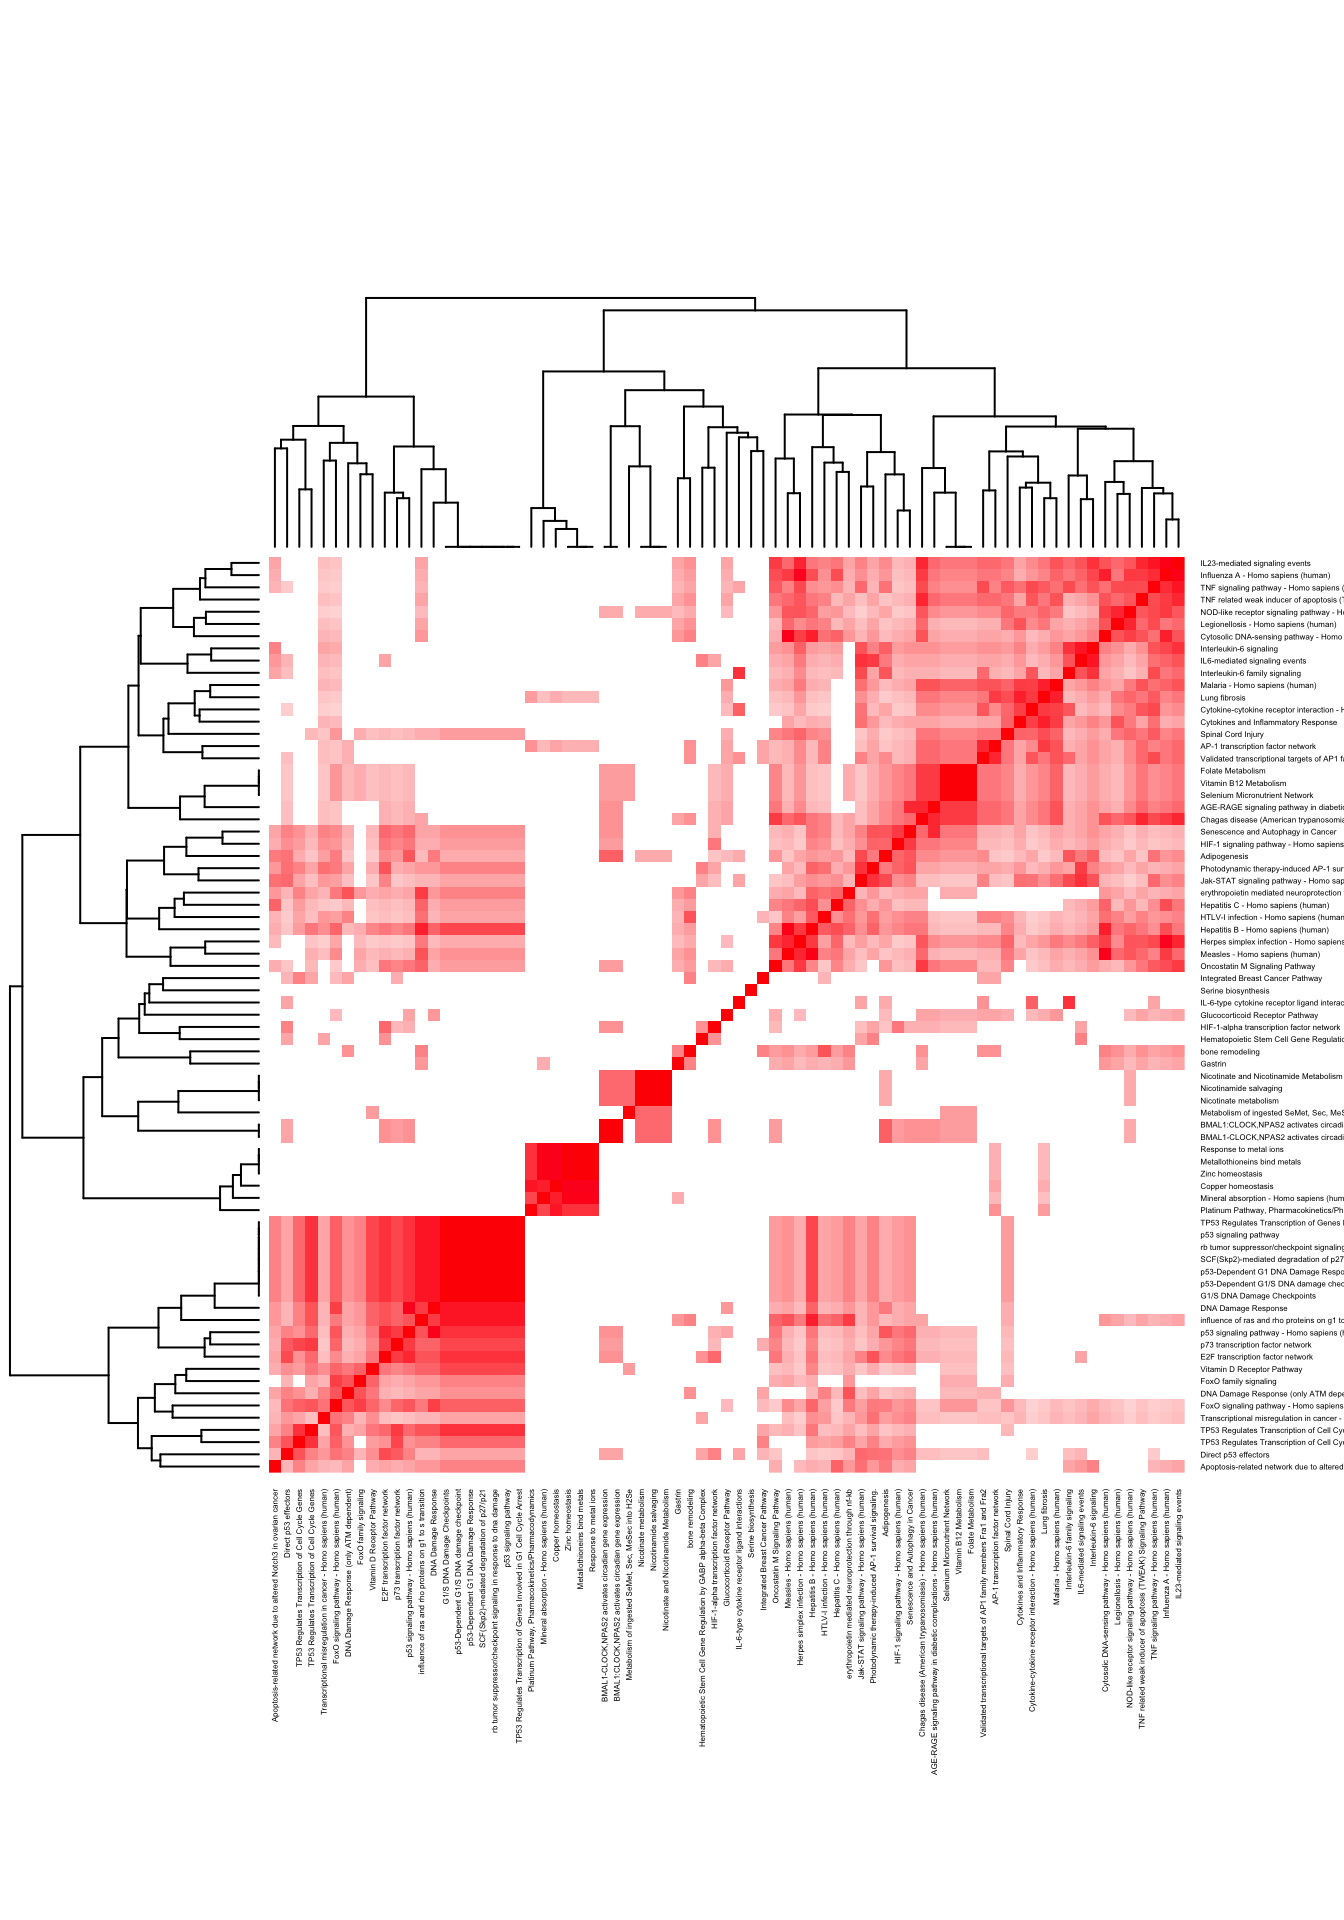 IL23-mediated signaling events
Influenza A - Homo sapiens (human)
TNF signaling pathway - Homo sapiens (
TNF related weak inducer of apoptosis (T
NOD-like receptor signaling pathway - Ho
Legionellosis - Homo sapiens (human)
Cytosolic DNA-sensing pathway - Homo
Interleukin-6 signaling
IL6-mediated signaling events
Interleukin-6 family signaling
Malaria - Homo sapiens (human)
Lung fibrosis
Cytokine-cytokine receptor interaction - H
Cytokines and Inflammatory Response
Spinal Cord Injury
AP-1 transcription factor network
Validated transcriptional targets of AP1 fa
Folate Metabolism
Vitamin B12 Metabolism
Selenium Micronutrient Network
AGE-RAGE signaling pathway in diabetic
Chagas disease (American trypanosomia
Senescence and Autophagy in Cancer
HIF-1 signaling pathway - Homo sapiens
Adipogenesis
Photodynamic therapy-induced AP-1 sur
Jak-STAT signaling pathway - Homo sap
erythropoietin mediated neuroprotection
Hepatitis C - Homo sapiens (human)
HTLV-I infection - Homo sapiens (human
Hepatitis B - Homo sapiens (human)
Herpes simplex infection - Homo sapiens
Measles - Homo sapiens (human)
Oncostatin M Signaling Pathway
Integrated Breast Cancer Pathway
Serine biosynthesis
IL-6-type cytokine receptor ligand interac
Glucocorticoid Receptor Pathway
HIF-1-alpha transcription factor network
Hematopoietic Stem Cell Gene Regulatio
bone remodeling
Gastrin
Nicotinate and Nicotinamide Metabolism
Nicotinamide salvaging
Nicotinate metabolism
Metabolism of ingested SeMet, Sec, MeS
BMAL1:CLOCK,NPAS2 activates circadi
BMAL1-CLOCK,NPAS2 activates circadi
Response to metal ions
Metallothioneins bind metals
Zinc homeostasis
Copper homeostasis
Mineral absorption - Homo sapiens (hum
Platinum Pathway, Pharmacokinetics/Ph
TP53 Regulates Transcription of Genes I
p53 signaling pathway
rb tumor suppressor/checkpoint signaling
SCF(Skp2)-mediated degradation of p27
p53-Dependent G1 DNA Damage Respo
p53-Dependent G1/S DNA damage chec
G1/S DNA Damage Checkpoints
DNA Damage Response
influence of ras and rho proteins on g1 to
p53 signaling pathway - Homo sapiens (h
p73 transcription factor network
E2F transcription factor network
Vitamin D Receptor Pathway
FoxO family signaling
DNA Damage Response (only ATM depe
FoxO signaling pathway - Homo sapiens
Transcriptional misregulation in cancer -
TP53 Regulates Transcription of Cell Cyc
TP53 Regulates Transcription of Cell Cyc
Direct p53 effectors
Apoptosis-related network due to altered
Apoptosis-related network due to altered Notch3 in ovarian cancer
Direct p53 effectors
TP53 Regulates Transcription of Cell Cycle Genes
TP53 Regulates Transcription of Cell Cycle Genes
Transcriptional misregulation in cancer - Homo sapiens (human)
FoxO signaling pathway - Homo sapiens (human)
DNA Damage Response (only ATM dependent)
FoxO family signaling
Vitamin D Receptor Pathway
E2F transcription factor network
p73 transcription factor network
p53 signaling pathway - Homo sapiens (human)
influence of ras and rho proteins on g1 to s transition
DNA Damage Response
G1/S DNA Damage Checkpoints
p53-Dependent G1/S DNA damage checkpoint
p53-Dependent G1 DNA Damage Response
SCF(Skp2)-mediated degradation of p27/p21
rb tumor suppressor/checkpoint signaling in response to dna damage
p53 signaling pathway
TP53 Regulates Transcription of Genes Involved in G1 Cell Cycle Arrest
Platinum Pathway, Pharmacokinetics/Pharmacodynamics
Mineral absorption - Homo sapiens (human)
Copper homeostasis
Zinc homeostasis
Metallothioneins bind metals
Response to metal ions
BMAL1-CLOCK,NPAS2 activates circadian gene expression
BMAL1:CLOCK,NPAS2 activates circadian gene expression
Metabolism of ingested SeMet, Sec, MeSec into H2Se
Nicotinate metabolism
Nicotinamide salvaging
Nicotinate and Nicotinamide Metabolism
Gastrin
bone remodeling
Hematopoietic Stem Cell Gene Regulation by GABP alpha-beta Complex
HIF-1-alpha transcription factor network
Glucocorticoid Receptor Pathway
IL-6-type cytokine receptor ligand interactions
Serine biosynthesis
Integrated Breast Cancer Pathway
Oncostatin M Signaling Pathway
Measles - Homo sapiens (human)
Herpes simplex infection - Homo sapiens (human)
Hepatitis B - Homo sapiens (human)
HTLV-I infection - Homo sapiens (human)
Hepatitis C - Homo sapiens (human)
erythropoietin mediated neuroprotection through nf-kb
Jak-STAT signaling pathway - Homo sapiens (human)
Photodynamic therapy-induced AP-1 survival signaling.
Adipogenesis
HIF-1 signaling pathway - Homo sapiens (human)
Senescence and Autophagy in Cancer
Chagas disease (American trypanosomiasis) - Homo sapiens (human)
AGE-RAGE signaling pathway in diabetic complications - Homo sapiens (human)
Selenium Micronutrient Network
Vitamin B12 Metabolism
Folate Metabolism
Validated transcriptional targets of AP1 family members Fra1 and Fra2
AP-1 transcription factor network
Spinal Cord Injury
Cytokines and Inflammatory Response
Cytokine-cytokine receptor interaction - Homo sapiens (human)
Lung fibrosis
Malaria - Homo sapiens (human)
Interleukin-6 family signaling
IL6-mediated signaling events
Interleukin-6 signaling
Cytosolic DNA-sensing pathway - Homo sapiens (human)
Legionellosis - Homo sapiens (human)
NOD-like receptor signaling pathway - Homo sapiens (human)
TNF related weak inducer of apoptosis (TWEAK) Signaling Pathway
TNF signaling pathway - Homo sapiens (human)
Influenza A - Homo sapiens (human)
IL23-mediated signaling events